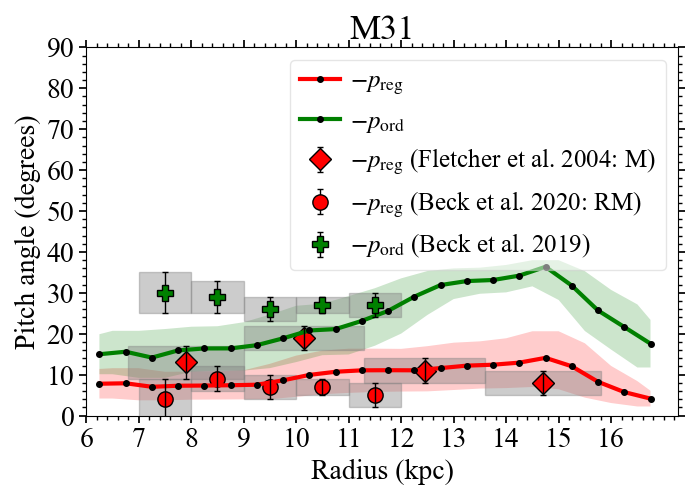 M31
90
80
70
60
50
40
30
20
10
0
Pitch angle (degrees)
−p_reg
−p_ord
−p_reg (Fletcher et al. 2004: M)
−p_reg (Beck et al. 2020: RM)
−p_ord (Beck et al. 2019)
6 7 8 9 10 11 12 13 14 15 16
Radius (kpc)